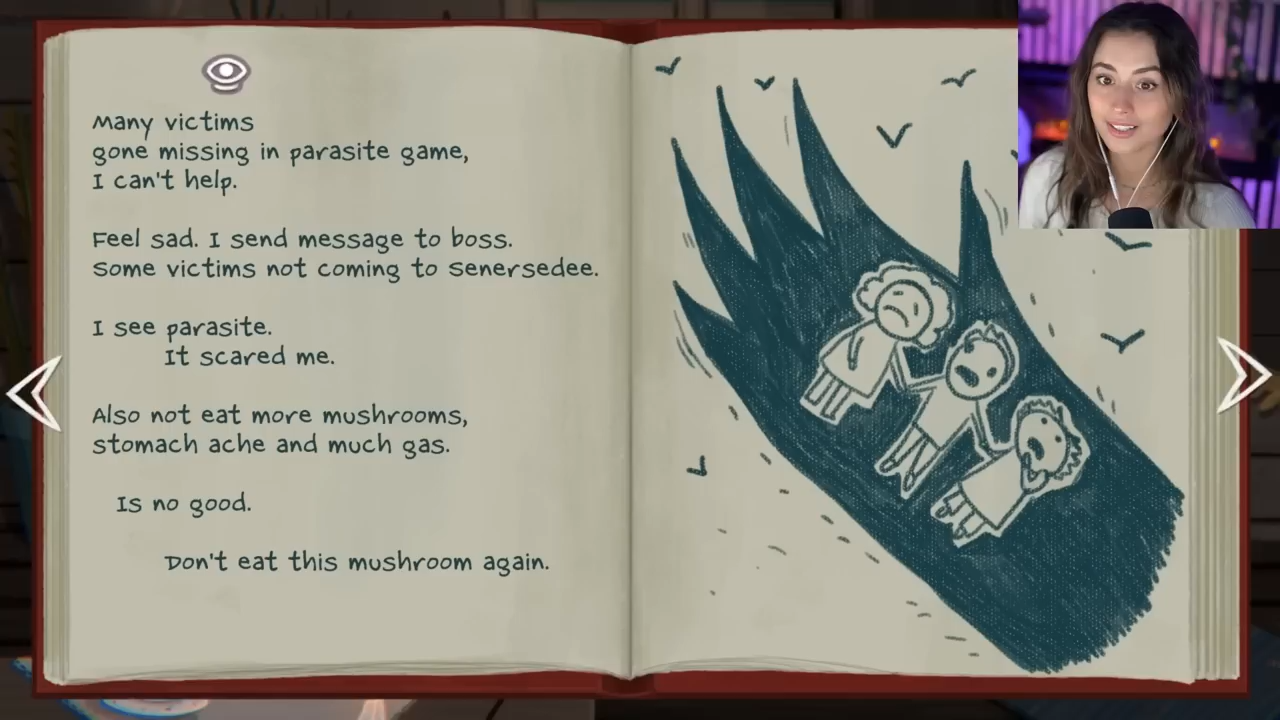 Many victims
gone missing in parasite game,
I can't help.
Feel sad. I send message to boss.
Some victims not coming to senersedee.
I see parasite.
It scared me.
Also not eat more mushrooms,
stomach ache and much gas.
Is no good.
Don't eat this mushroom again.